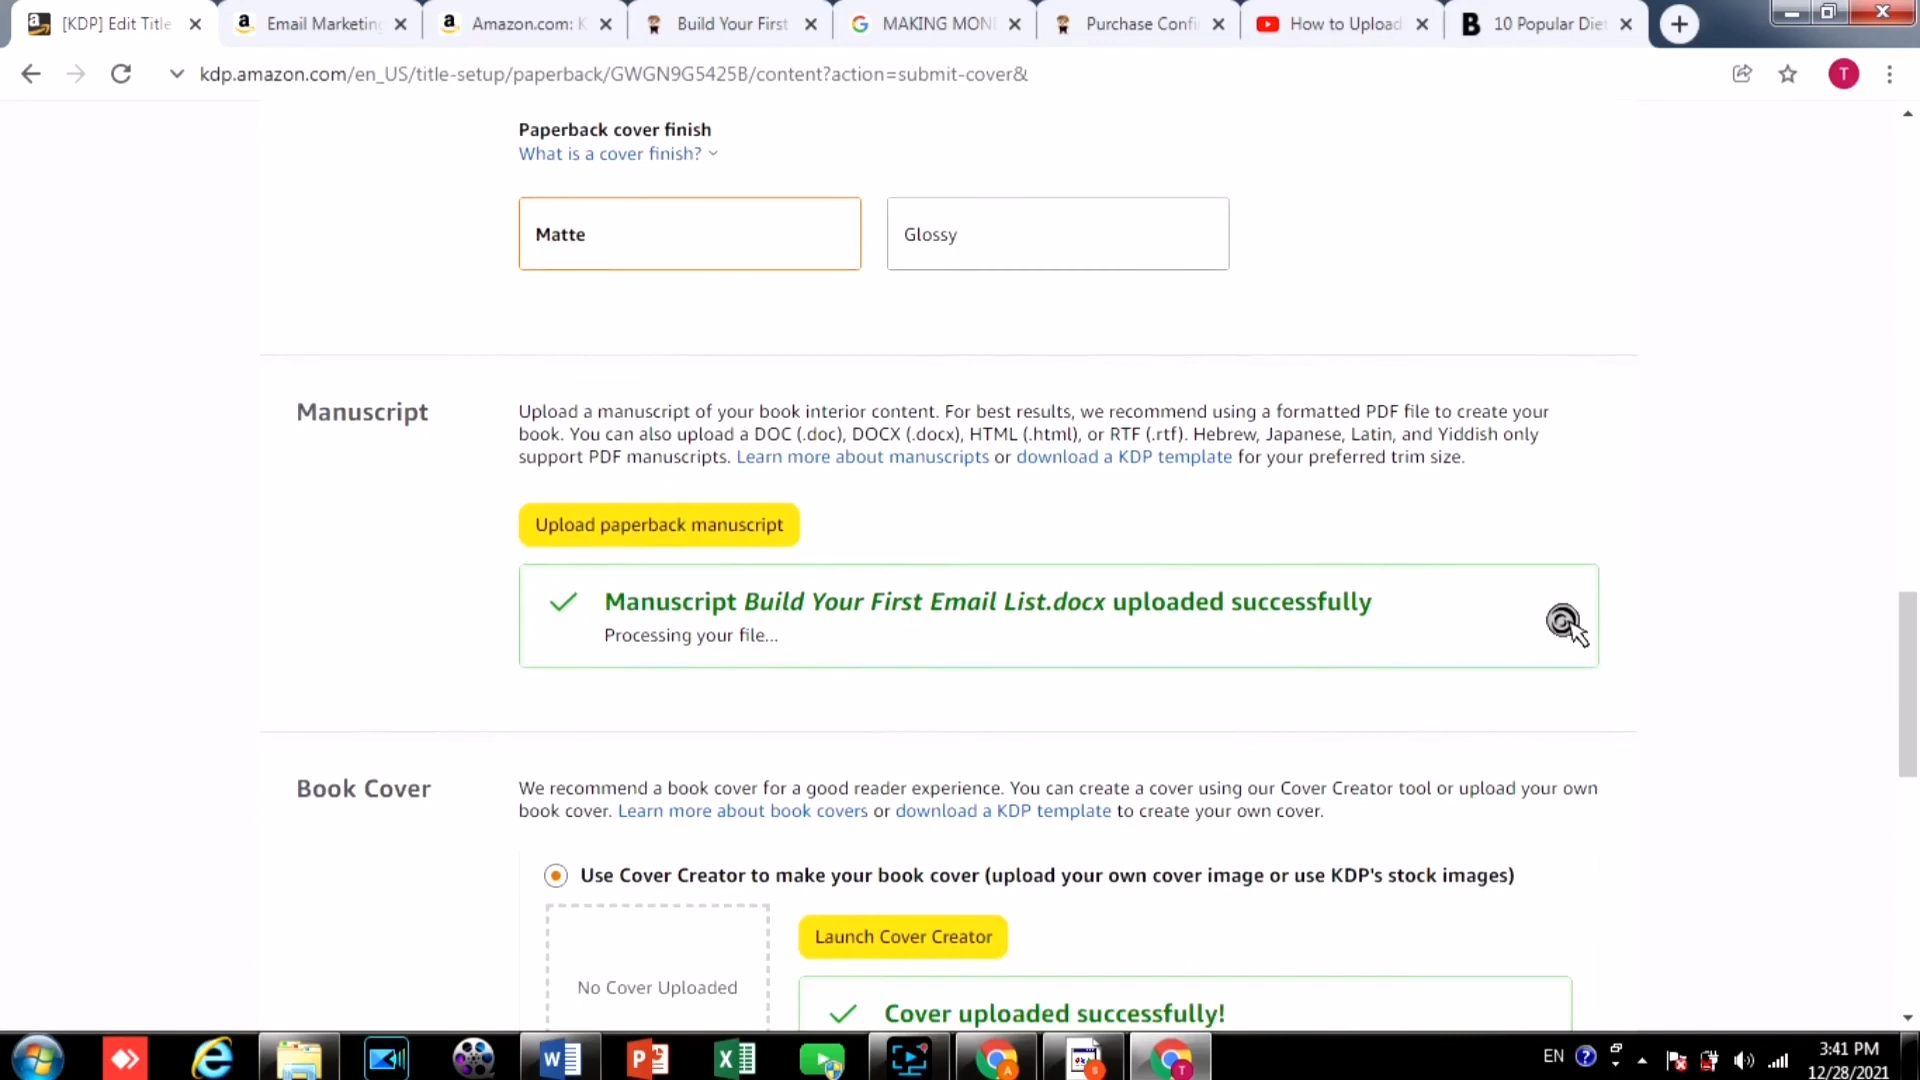 [KDP] Edit Title
Email Marketing
Amazon.com: K
Build Your First
MAKING MON
Purchase Confi
How to Upload
10 Popular Die
kdp.amazon.com/en_US/title-setup/paperback/GWGN9G5425B/content?action=submit-cover&
T
Paperback cover finish
What is a cover finish?
Matte
Glossy
Manuscript
Upload a manuscript of your book interior content. For best results, we recommend using a formatted PDF file to create your
book. You can also upload a DOC (.doc), DOCX (.docx), HTML (.html), or RTF (.rtf). Hebrew, Japanese, Latin, and Yiddish only
support PDF manuscripts. Learn more about manuscripts or download a KDP template for your preferred trim size.
Upload paperback manuscript
Manuscript Build Your First Email List.docx uploaded successfully
Processing your file...
Book Cover
We recommend a book cover for a good reader experience. You can create a cover using our Cover Creator tool or upload your own
book cover. Learn more about book covers or download a KDP template to create your own cover.
Use Cover Creator to make your book cover (upload your own cover image or use KDP's stock images)
Launch Cover Creator
No Cover Uploaded
Cover uploaded successfully!
EN
3:41 PM
12/28/2021